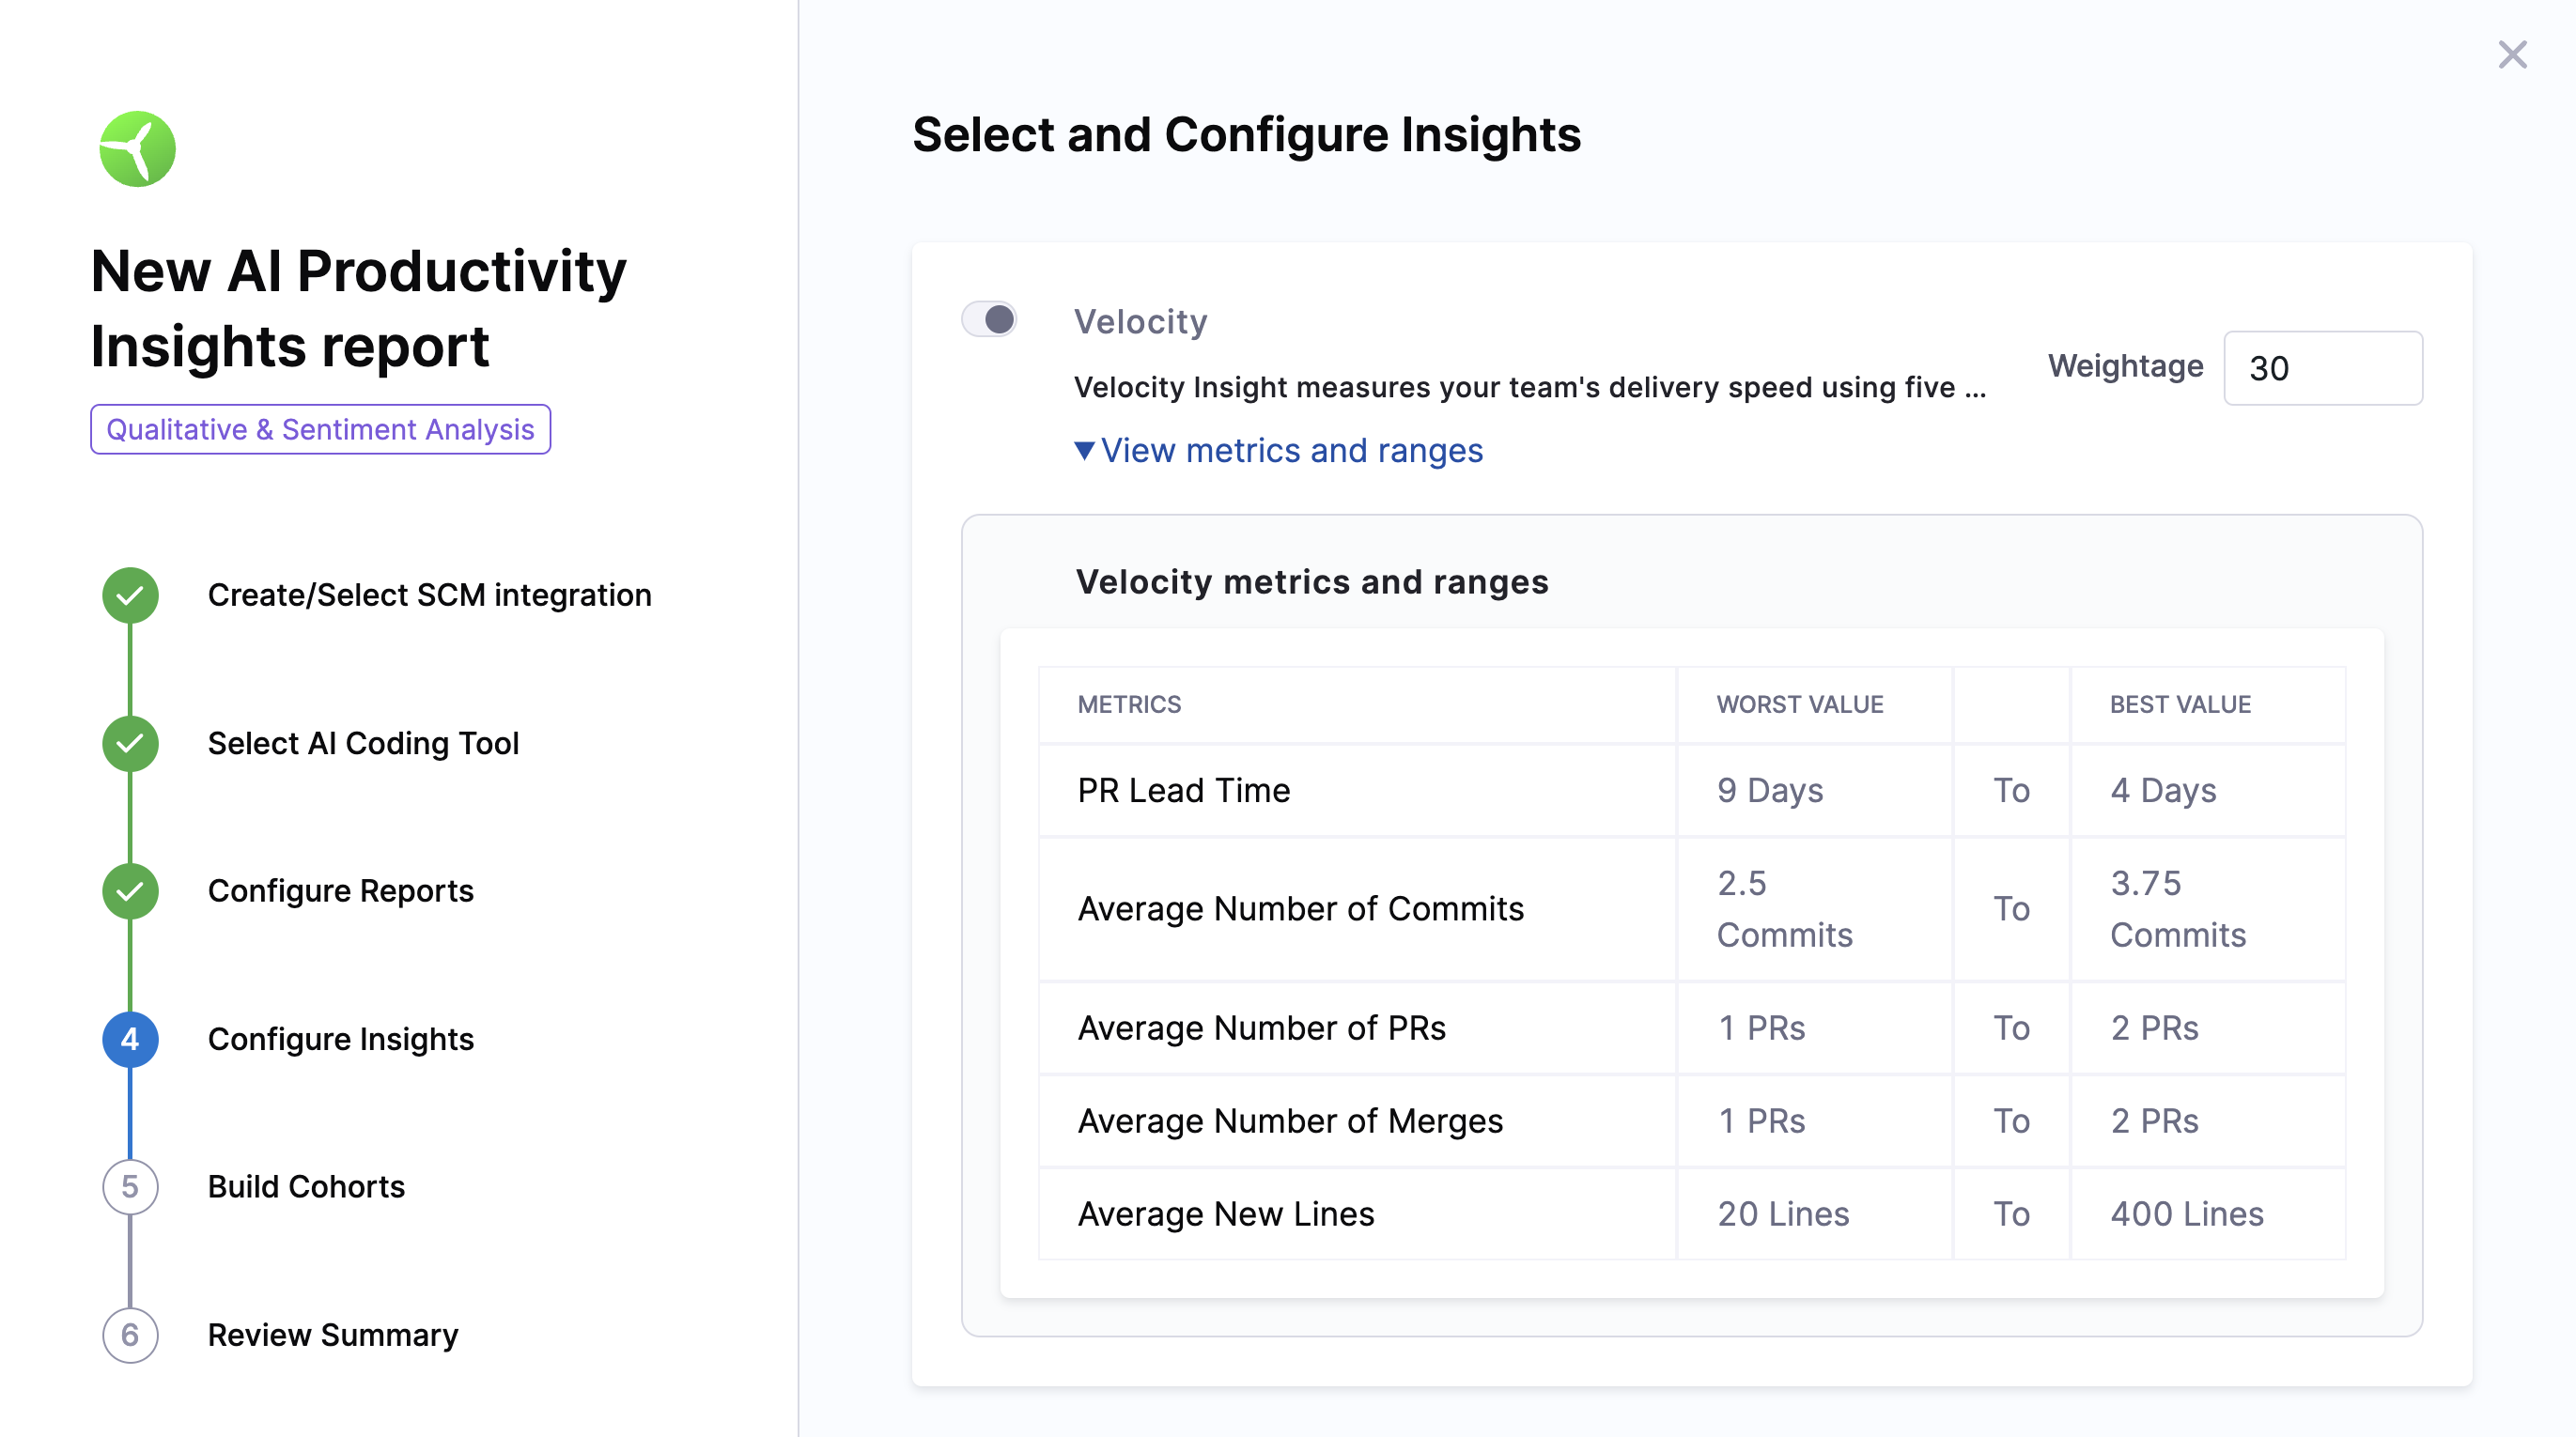 New AI Productivity
Insights report
Qualitative & Sentiment Analysis
Create/Select SCM integration
Select AI Coding Tool
Configure Reports
4 Configure Insights
5 Build Cohorts
6 Review Summary
Select and Configure Insights
Velocity
Velocity Insight measures your team's delivery speed using five ...
▼View metrics and ranges
Weightage 30
Velocity metrics and ranges
METRICS WORST VALUE BEST VALUE
PR Lead Time 9 Days To 4 Days
Average Number of Commits 2.5 Commits To 3.75 Commits
Average Number of PRs 1 PRs To 2 PRs
Average Number of Merges 1 PRs To 2 PRs
Average New Lines 20 Lines To 400 Lines